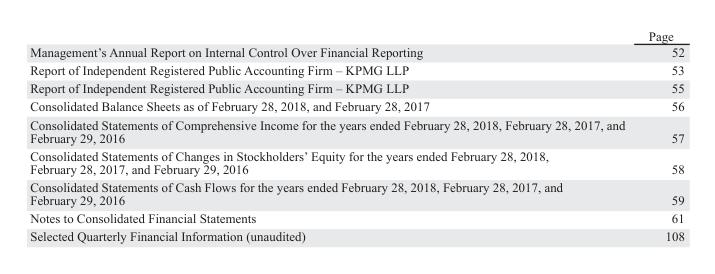 Page
Management’s Annual Report on Internal Control Over Financial Reporting 52
Report of Independent Registered Public Accounting Firm – KPMG LLP 53
Report of Independent Registered Public Accounting Firm – KPMG LLP 55
Consolidated Balance Sheets as of February 28, 2018, and February 28, 2017 56
Consolidated Statements of Comprehensive Income for the years ended February 28, 2018, February 28, 2017, and
February 29, 2016 57
Consolidated Statements of Changes in Stockholders’ Equity for the years ended February 28, 2018,
February 28, 2017, and February 29, 2016 58
Consolidated Statements of Cash Flows for the years ended February 28, 2018, February 28, 2017, and
February 29, 2016 59
Notes to Consolidated Financial Statements 61
Selected Quarterly Financial Information (unaudited) 108